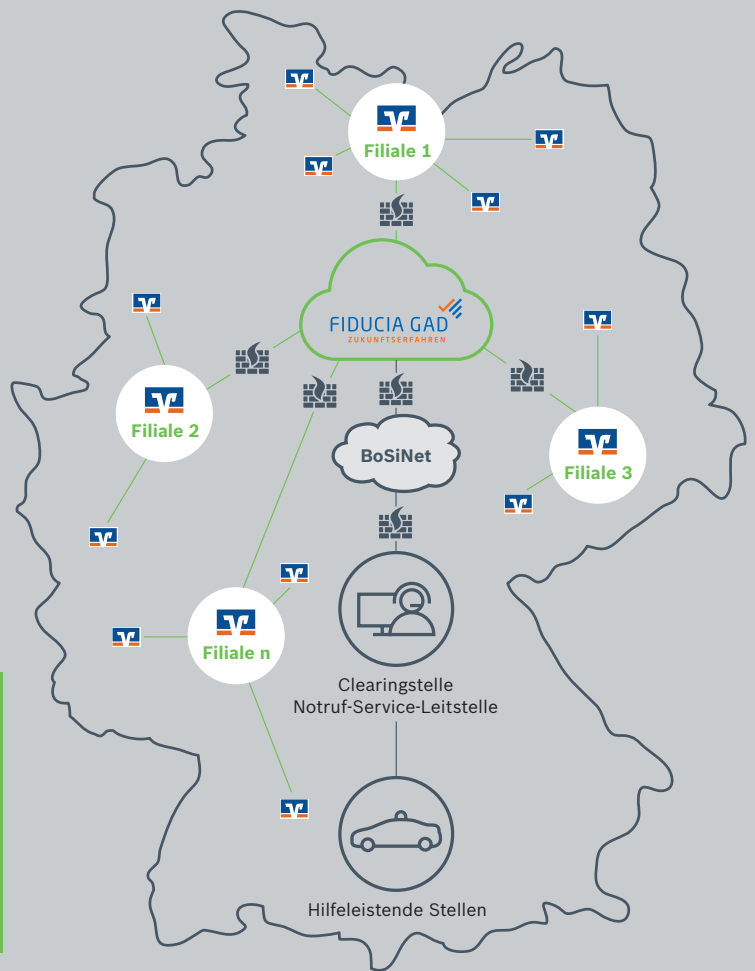 Filiale 1
FIDUCIA GAD
ZUKUNFTSERFAHREN
Filiale 2
BoSiNet
Filiale 3
Filiale n
Clearingstelle
Notruf-Service-Leitstelle
Hilfeleistende Stellen